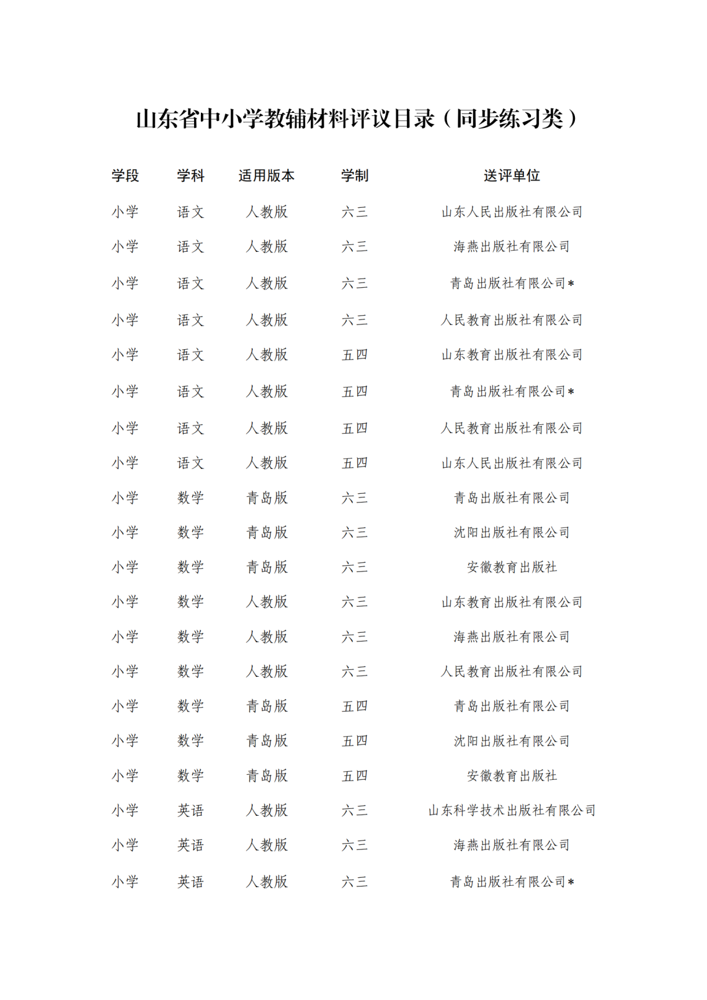 山东省中小学教辅材料评议目录（同步练习类）
学段 学科 适用版本 学制 送评单位
小学 语文 人教版 六三 山东人民出版社有限公司
小学 语文 人教版 六三 海燕出版社有限公司
小学 语文 人教版 六三 青岛出版社有限公司*
小学 语文 人教版 六三 人民教育出版社有限公司
小学 语文 人教版 五四 山东教育出版社有限公司
小学 语文 人教版 五四 青岛出版社有限公司*
小学 语文 人教版 五四 人民教育出版社有限公司
小学 语文 人教版 五四 山东人民出版社有限公司
小学 数学 青岛版 六三 青岛出版社有限公司
小学 数学 青岛版 六三 沈阳出版社有限公司
小学 数学 青岛版 六三 安徽教育出版社
小学 数学 人教版 六三 山东教育出版社有限公司
小学 数学 人教版 六三 海燕出版社有限公司
小学 数学 人教版 六三 人民教育出版社有限公司
小学 数学 青岛版 五四 青岛出版社有限公司
小学 数学 青岛版 五四 沈阳出版社有限公司
小学 数学 青岛版 五四 安徽教育出版社
小学 英语 人教版 六三 山东科学技术出版社有限公司
小学 英语 人教版 六三 海燕出版社有限公司
小学 英语 人教版 六三 青岛出版社有限公司*